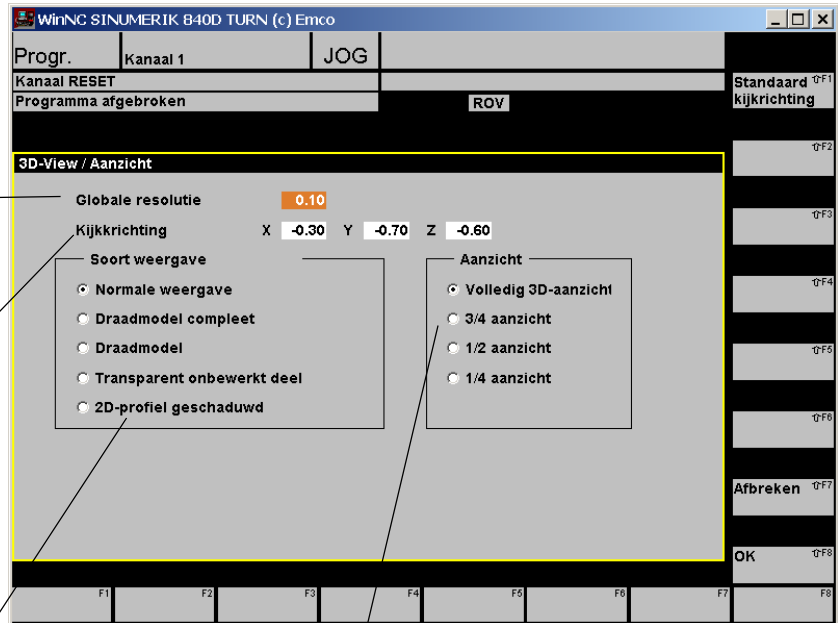 WinNC SINUMERIK 840D TURN (c) Emco
Progr.
Kanaal 1
JOG
Kanaal RESET
Programma afgebroken
ROV
Standaard ⇧F1
kijkrichting
⇧F2
3D-View / Aanzicht
Globale resolutie 0.10
⇧F3
Kijkkrichting X -0.30 Y -0.70 Z -0.60
Soort weergave
Aanzicht
⇧F4
Normale weergave
Volledig 3D-aanzicht
Draadmodel compleet
3/4 aanzicht
Draadmodel
1/2 aanzicht
⇧F5
Transparent onbewerkt deel
1/4 aanzicht
2D-profiel geschaduwd
⇧F6
Afbreken ⇧F7
OK ⇧F8
F1 F2 F3 F4 F5 F6 F7 F8